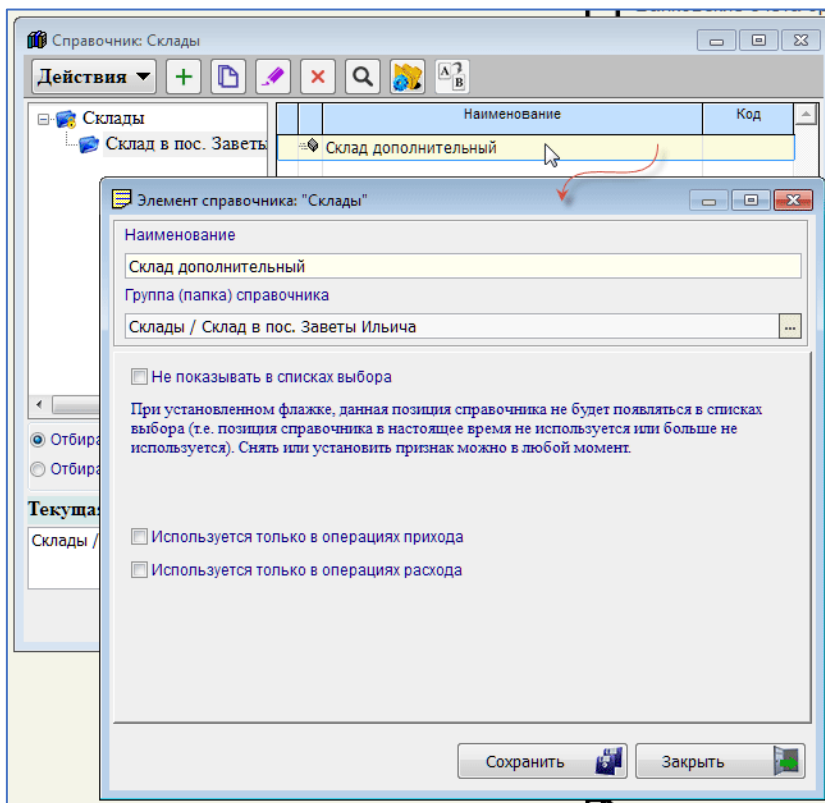 Справочник: Склады
Действия
Склады
Склад в пос. Заветы
Наименование
Код
Склад дополнительный
Элемент справочника: "Склады"
Наименование
Склад дополнительный
Группа (папка) справочника
Склады / Склад в пос. Заветы Ильича
...
Не показывать в списках выбора
При установленном флажке, данная позиция справочника не будет появляться в списках
выбора (т.е. позиция справочника в настоящее время не используется или больше не
используется). Снять или установить признак можно в любой момент.
Отбира
Отбира
Текущая
Склады /
Используется только в операциях прихода
Используется только в операциях расхода
Сохранить
Закрыть